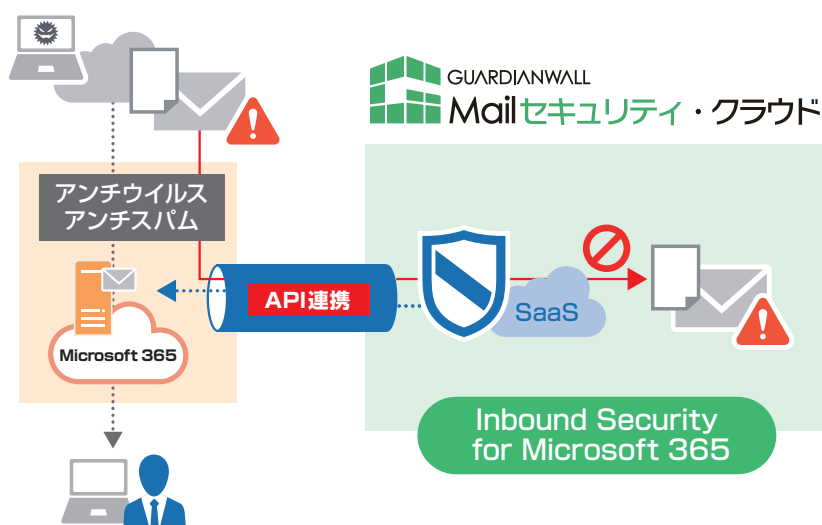 GUARDIANWALL
Mailセキュリティ・クラウド
アンチウイルス
アンチスパム
API連携
SaaS
Microsoft 365
Inbound Security
for Microsoft 365